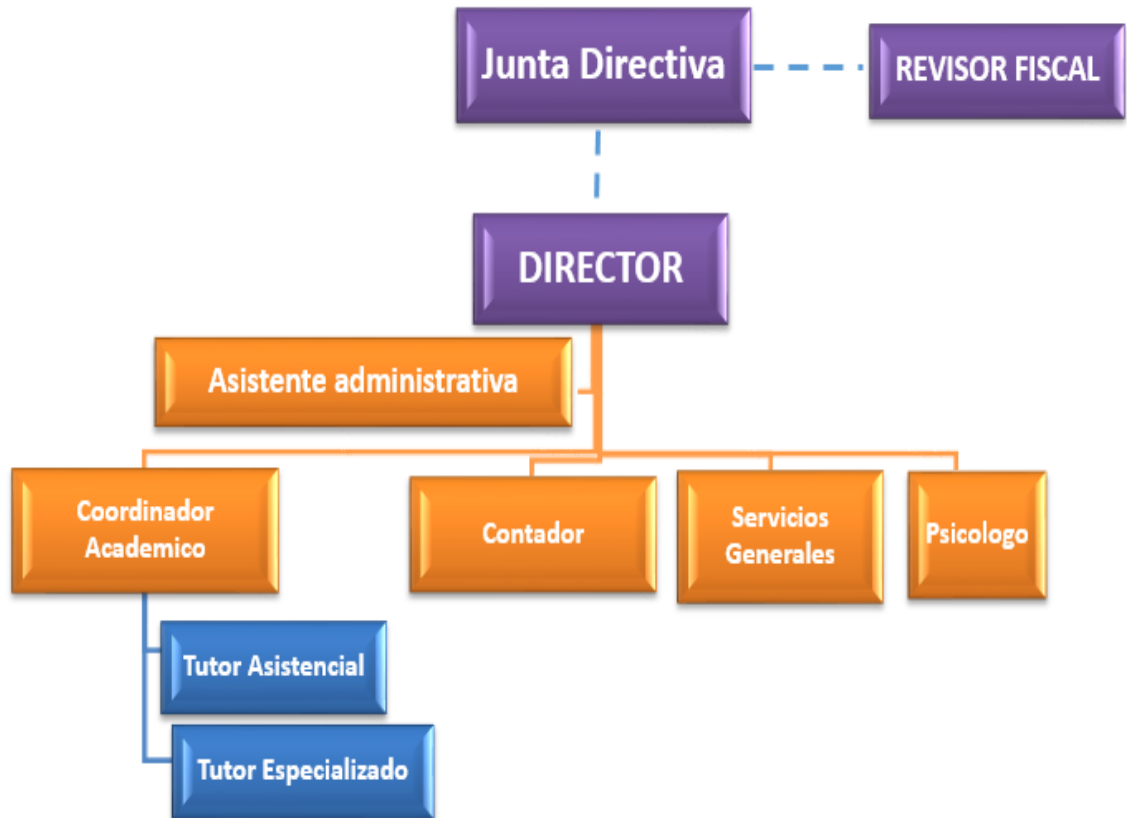 Junta Directiva
REVISOR FISCAL
DIRECTOR
Asistente administrativa
Coordinador
Academico
Contador
Servicios
Generales
Psicologo
Tutor Asistencial
Tutor Especializado